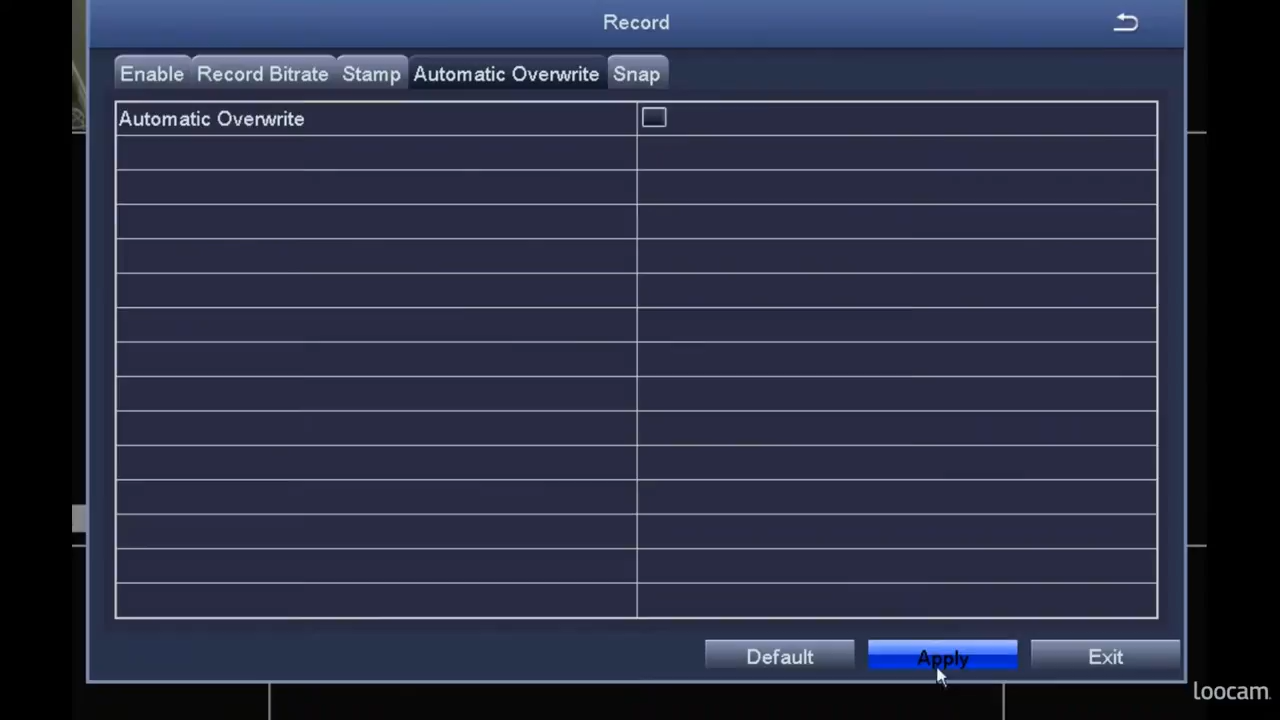 Record
Enable Record Bitrate Stamp Automatic Overwrite Snap
Automatic Overwrite
Default Apply Exit
loocam